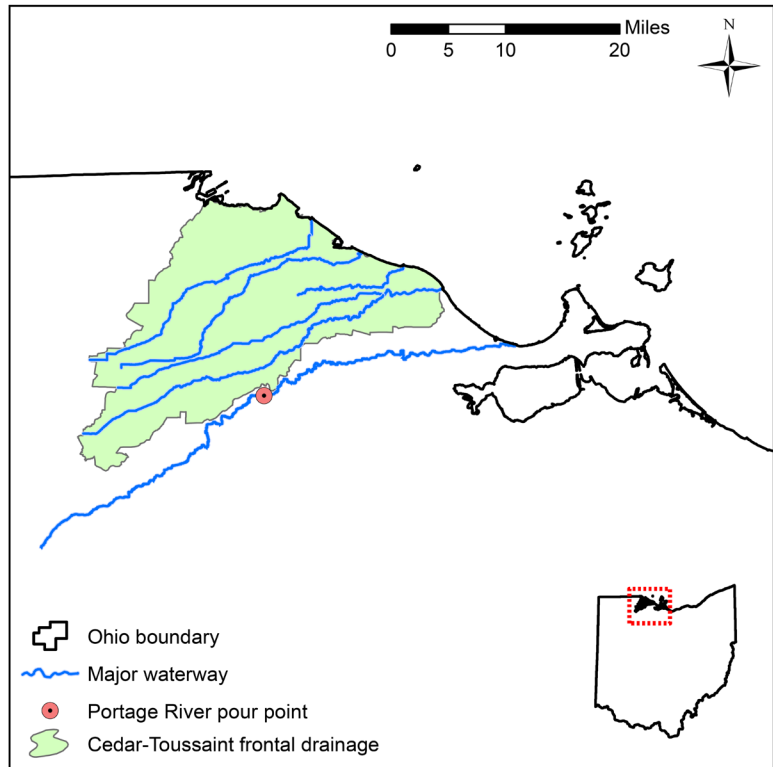 Miles
0 5 10 20
N
Ohio boundary
Major waterway
Portage River pour point
Cedar-Toussaint frontal drainage